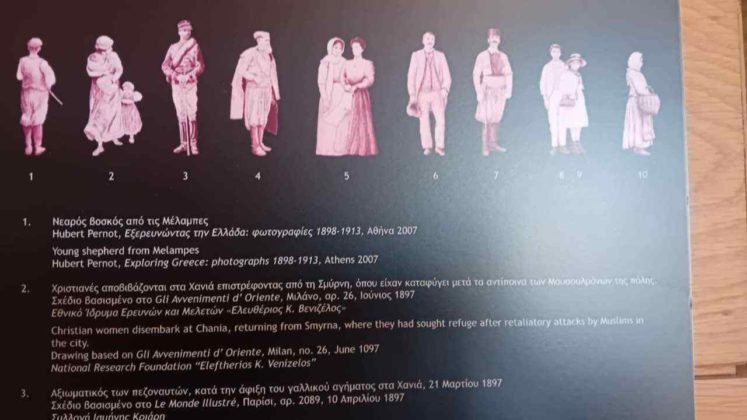 1 2 3 4 5 6 7 8 9 10
1. Νεαρός βοσκός από τις Μέλαμπες
Hubert Pernot, Εξερευνώντας την Ελλάδα: φωτογραφίες 1898-1913, Αθήνα 2007
Young shepherd from Melampes
Hubert Pernot, Exploring Greece: photographs 1898-1913, Athens 2007
2. Χριστιανές αποβιβάζονται στα Χανιά επιστρέφοντας από τη Σμύρνη, όπου είχαν καταφύγει μετά τα αντίποινα των Μουσουλμάνων της πόλης.
Σχέδιο βασισμένο στο Gli Avvenimenti d' Oriente, Μιλάνο, αρ. 26, Ιούνιος 1897
Εθνικό Ίδρυμα Ερευνών και Μελετών «Ελευθέριος Κ. Βενιζέλος»
Christian women disembark at Chania, returning from Smyrna, where they had sought refuge after retaliatory attacks by Muslims in
the city.
Drawing based on Gli Avvenimenti d' Oriente, Milan, no. 26, June 1097
National Research Foundation "Eleftherios K. Venizelos"
3. Αξιωματικός των πεζοναυτών, κατά την άφιξη του γαλλικού αγήματος στα Χανιά, 21 Μαρτίου 1897
Σχέδιο βασισμένο στο Le Monde Illustré, Παρίσι, αρ. 2089, 10 Απριλίου 1897
Συλλογή